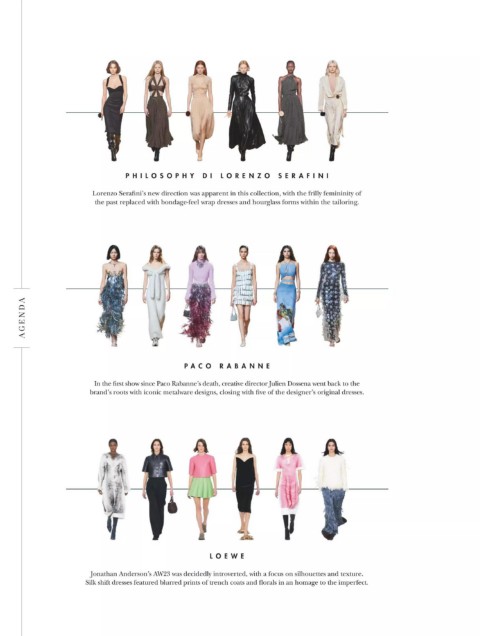 AGENDA
PHILOSOPHY DI LORENZO SERAFINI
Lorenzo Serafini's new direction was apparent in this collection, with the frilly femininity of
the past replaced with bondage-feel wrap dresses and hourglass forms within the tailoring.
PACO RABANNE
In the first show since Paco Rabanne's death, creative director Julien Dossena went back to the
brand's roots with iconic metalware designs, closing with five of the designer's original dresses.
LOEWE
Jonathan Anderson's AW23 was decidedly introverted, with a focus on silhouettes and texture.
Silk shift dresses featured blurred prints of trench coats and florals in an homage to the imperfect.